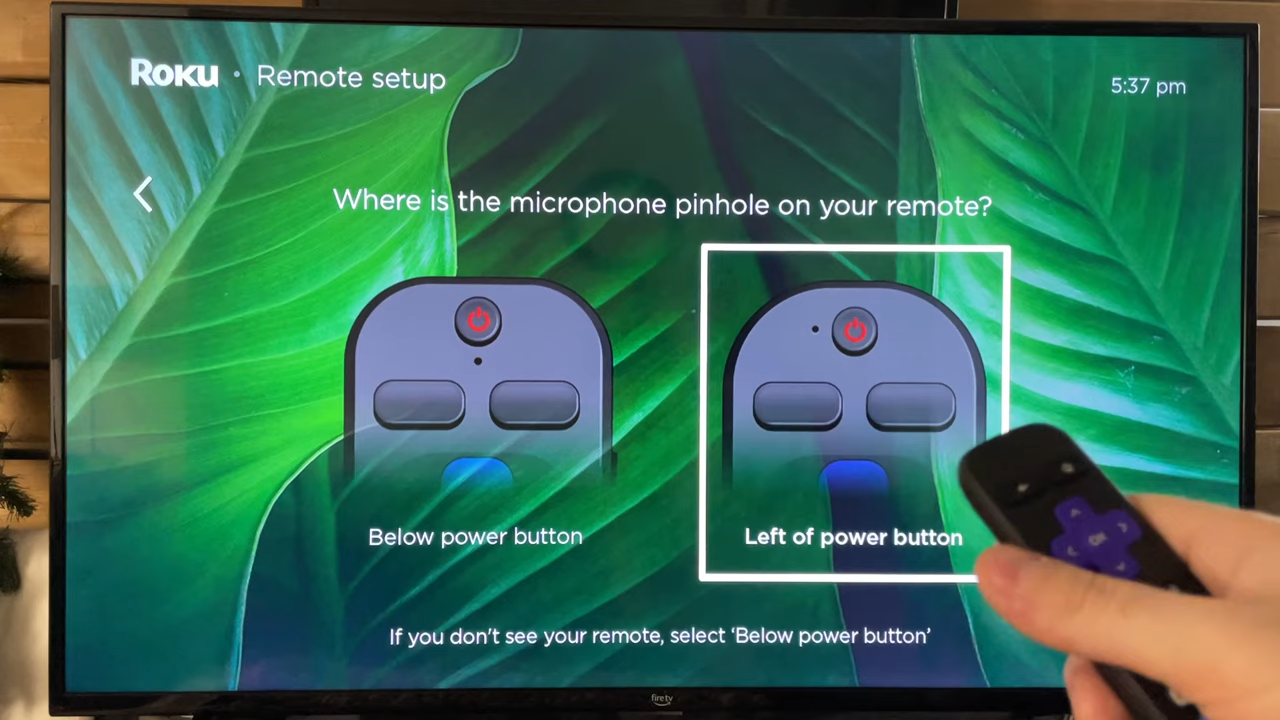 Roku • Remote setup
5:37 pm
Where is the microphone pinhole on your remote?
Below power button
Left of power button
If you don't see your remote, select ‘Below power button’
OK
fire tv